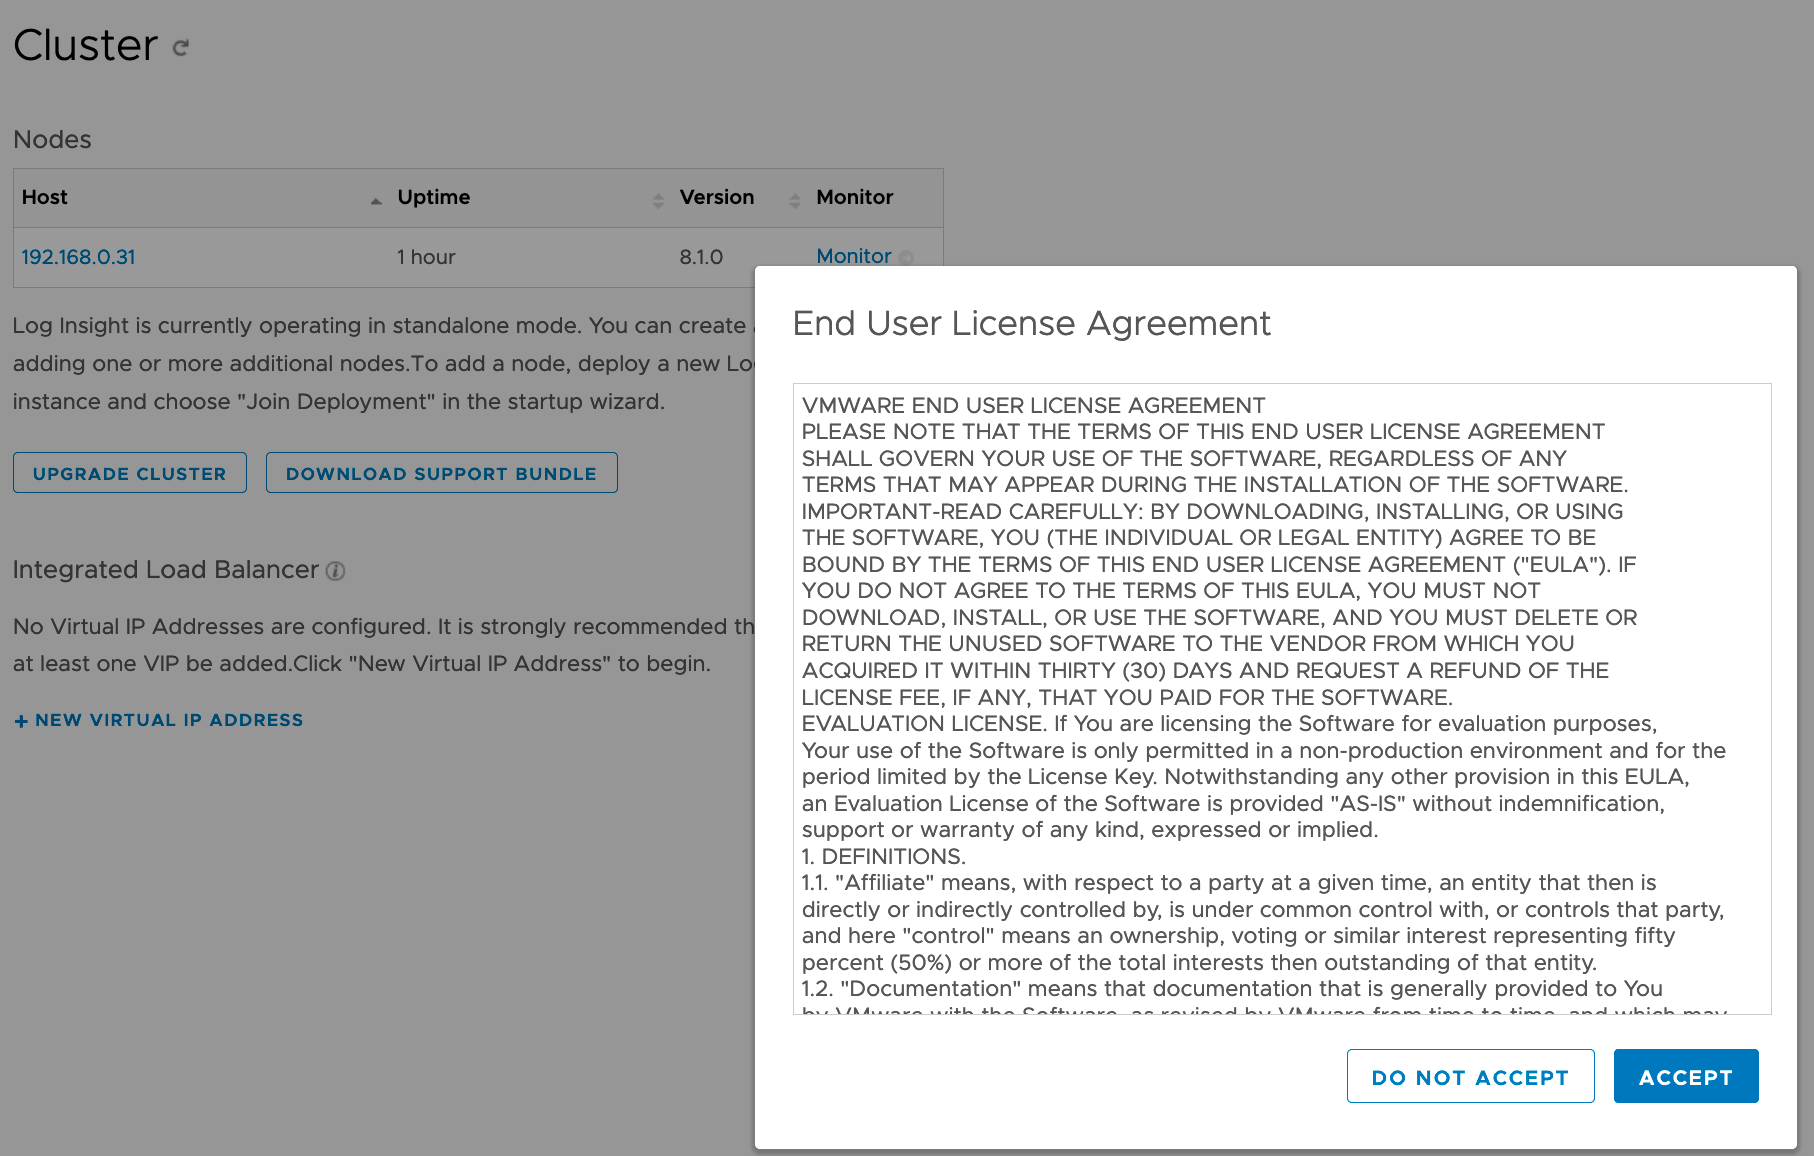 Cluster
Nodes
Host Uptime Version Monitor
192.168.0.31 1 hour 8.1.0 Monitor
Log Insight is currently operating in standalone mode. You can create
adding one or more additional nodes.To add a node, deploy a new Lo
instance and choose "Join Deployment" in the startup wizard.
UPGRADE CLUSTER DOWNLOAD SUPPORT BUNDLE
Integrated Load Balancer
No Virtual IP Addresses are configured. It is strongly recommended th
at least one VIP be added.Click "New Virtual IP Address" to begin.
+ NEW VIRTUAL IP ADDRESS
End User License Agreement
VMWARE END USER LICENSE AGREEMENT
PLEASE NOTE THAT THE TERMS OF THIS END USER LICENSE AGREEMENT
SHALL GOVERN YOUR USE OF THE SOFTWARE, REGARDLESS OF ANY
TERMS THAT MAY APPEAR DURING THE INSTALLATION OF THE SOFTWARE.
IMPORTANT-READ CAREFULLY: BY DOWNLOADING, INSTALLING, OR USING
THE SOFTWARE, YOU (THE INDIVIDUAL OR LEGAL ENTITY) AGREE TO BE
BOUND BY THE TERMS OF THIS END USER LICENSE AGREEMENT ("EULA"). IF
YOU DO NOT AGREE TO THE TERMS OF THIS EULA, YOU MUST NOT
DOWNLOAD, INSTALL, OR USE THE SOFTWARE, AND YOU MUST DELETE OR
RETURN THE UNUSED SOFTWARE TO THE VENDOR FROM WHICH YOU
ACQUIRED IT WITHIN THIRTY (30) DAYS AND REQUEST A REFUND OF THE
LICENSE FEE, IF ANY, THAT YOU PAID FOR THE SOFTWARE.
EVALUATION LICENSE. If You are licensing the Software for evaluation purposes,
Your use of the Software is only permitted in a non-production environment and for the
period limited by the License Key. Notwithstanding any other provision in this EULA,
an Evaluation License of the Software is provided "AS-IS" without indemnification,
support or warranty of any kind, expressed or implied.
1. DEFINITIONS.
1.1. "Affiliate" means, with respect to a party at a given time, an entity that then is
directly or indirectly controlled by, is under common control with, or controls that party,
and here "control" means an ownership, voting or similar interest representing fifty
percent (50%) or more of the total interests then outstanding of that entity.
1.2. "Documentation" means that documentation that is generally provided to You
by VMware with the Software, as revised by VMware from time to time, and which may
DO NOT ACCEPT ACCEPT